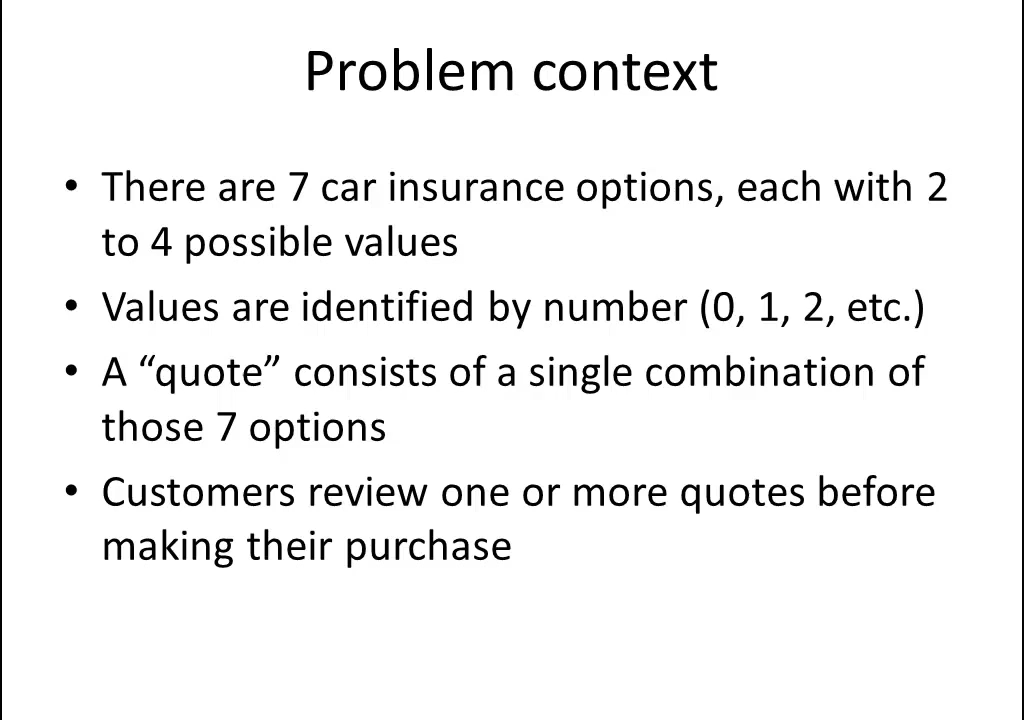 Problem context
• There are 7 car insurance options, each with 2
to 4 possible values
• Values are identified by number (0, 1, 2, etc.)
• A “quote” consists of a single combination of
those 7 options
• Customers review one or more quotes before
making their purchase